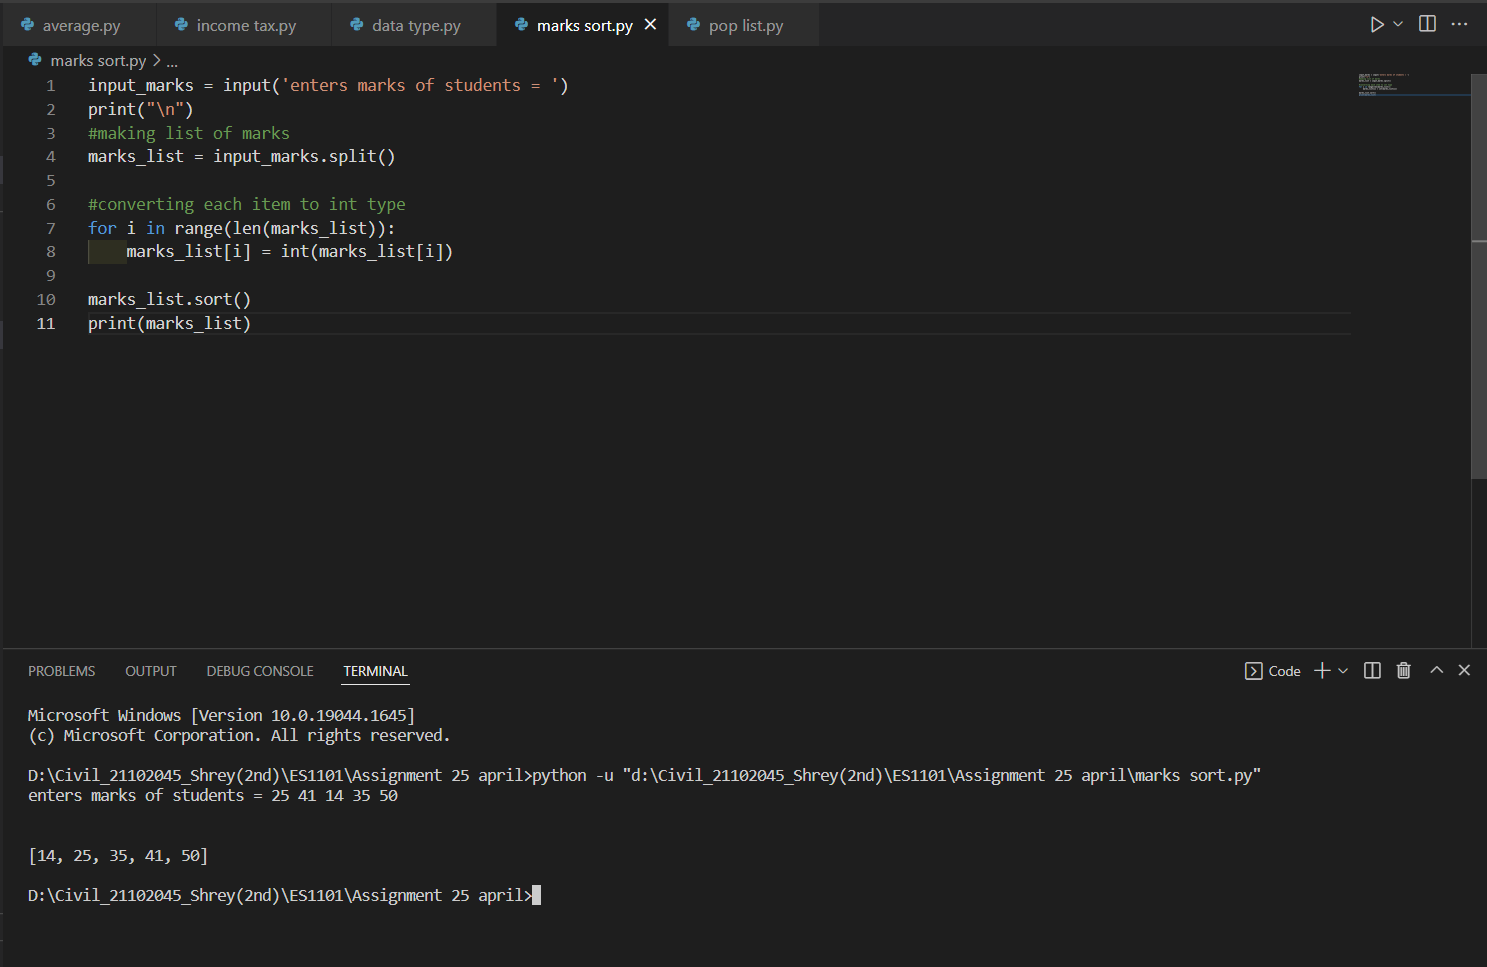 average.py income tax.py data type.py marks sort.py pop list.py
marks sort.py > ...
1 input_marks = input('enters marks of students = ')
2 print("\n")
3 #making list of marks
4 marks_list = input_marks.split()
5
6 #converting each item to int type
7 for i in range(len(marks_list)):
8     marks_list[i] = int(marks_list[i])
9
10 marks_list.sort()
11 print(marks_list)
PROBLEMS OUTPUT DEBUG CONSOLE TERMINAL Code
Microsoft Windows [Version 10.0.19044.1645]
(c) Microsoft Corporation. All rights reserved.
D:\Civil_21102045_Shrey(2nd)\ES1101\Assignment 25 april>python -u "d:\Civil_21102045_Shrey(2nd)\ES1101\Assignment 25 april\marks sort.py"
enters marks of students = 25 41 14 35 50
[14, 25, 35, 41, 50]
D:\Civil_21102045_Shrey(2nd)\ES1101\Assignment 25 april>